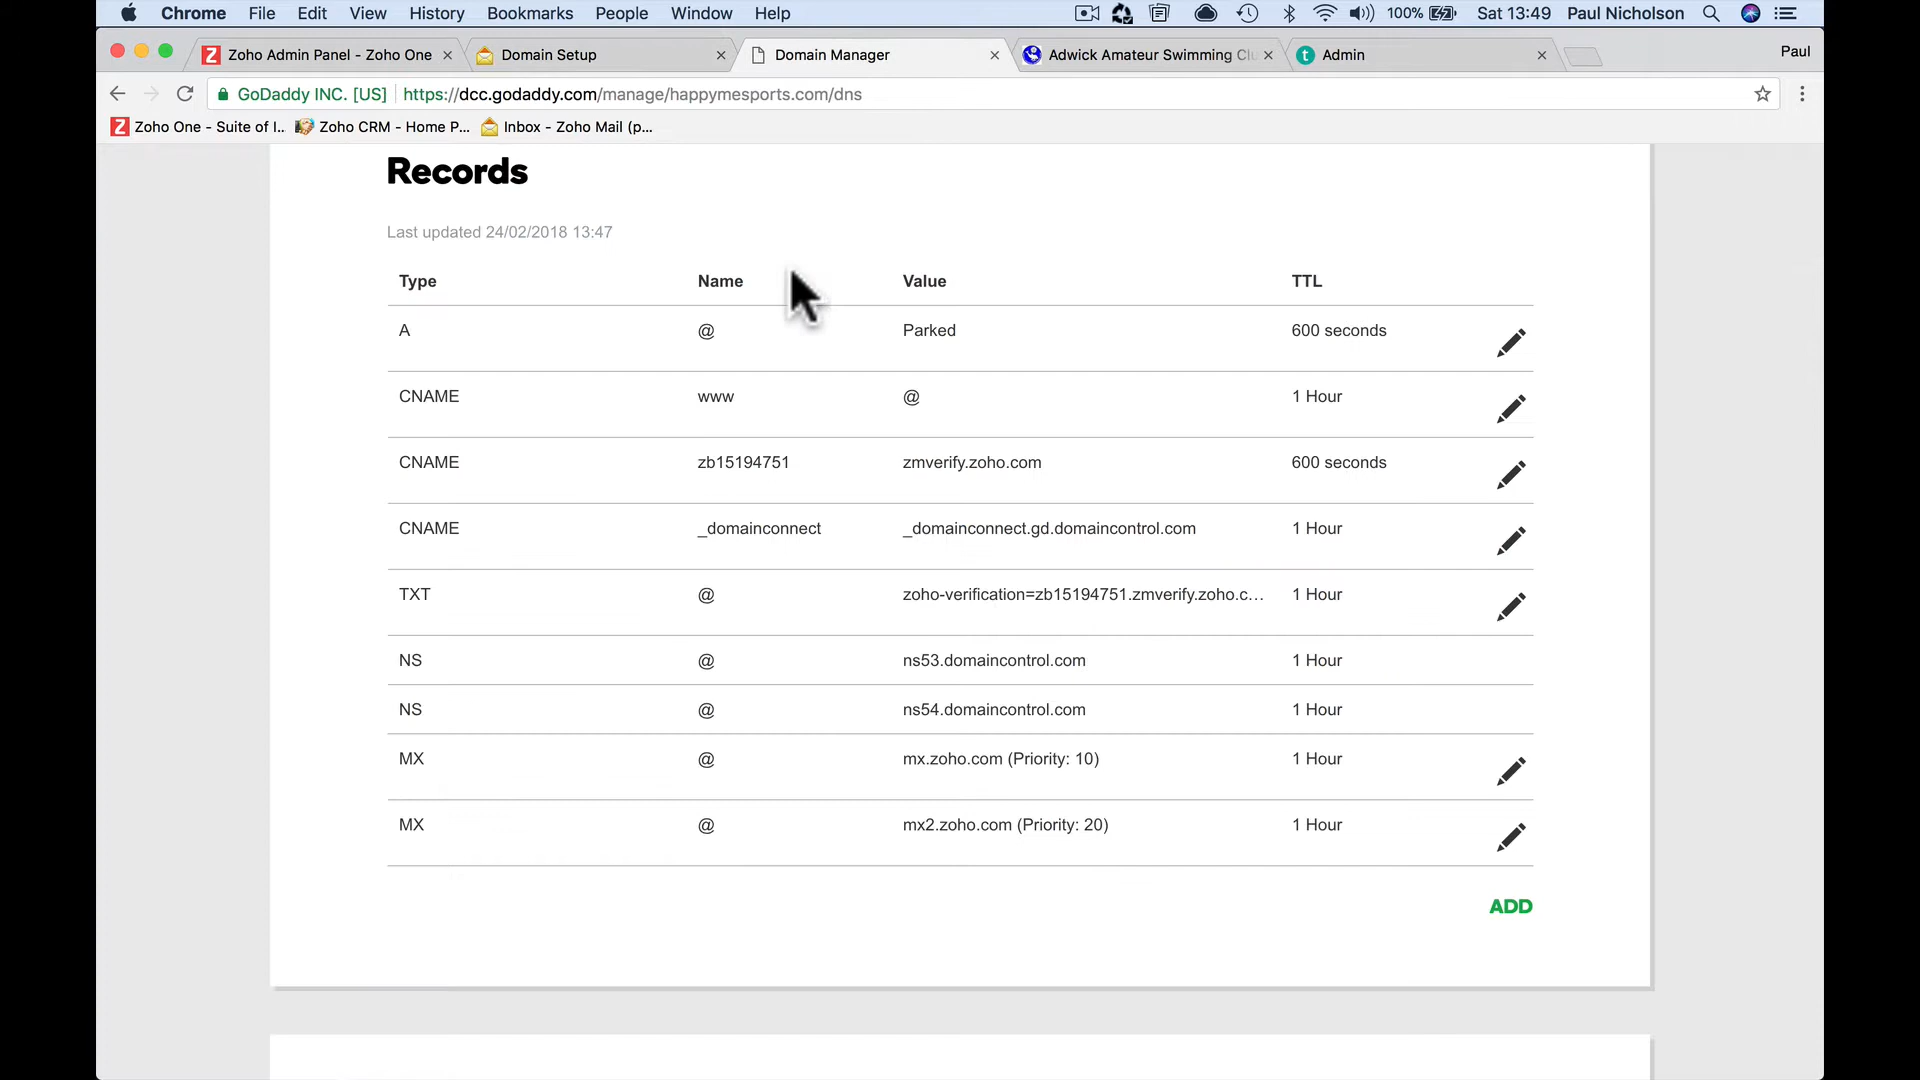 Chrome File Edit View History Bookmarks People Window Help 100% Sat 13:49 Paul Nicholson
Zoho Admin Panel - Zoho One Domain Setup Domain Manager Adwick Amateur Swimming Clu Admin Paul
GoDaddy INC. [US] https://dcc.godaddy.com/manage/happymesports.com/dns
Zoho One - Suite of I... Zoho CRM - Home P... Inbox - Zoho Mail (p...
Records
Last updated 24/02/2018 13:47
Type Name Value TTL
A @ Parked 600 seconds
CNAME www @ 1 Hour
CNAME zb15194751 zmverify.zoho.com 600 seconds
CNAME _domainconnect _domainconnect.gd.domaincontrol.com 1 Hour
TXT @ zoho-verification=zb15194751.zmverify.zoho.c... 1 Hour
NS @ ns53.domaincontrol.com 1 Hour
NS @ ns54.domaincontrol.com 1 Hour
MX @ mx.zoho.com (Priority: 10) 1 Hour
MX @ mx2.zoho.com (Priority: 20) 1 Hour
ADD